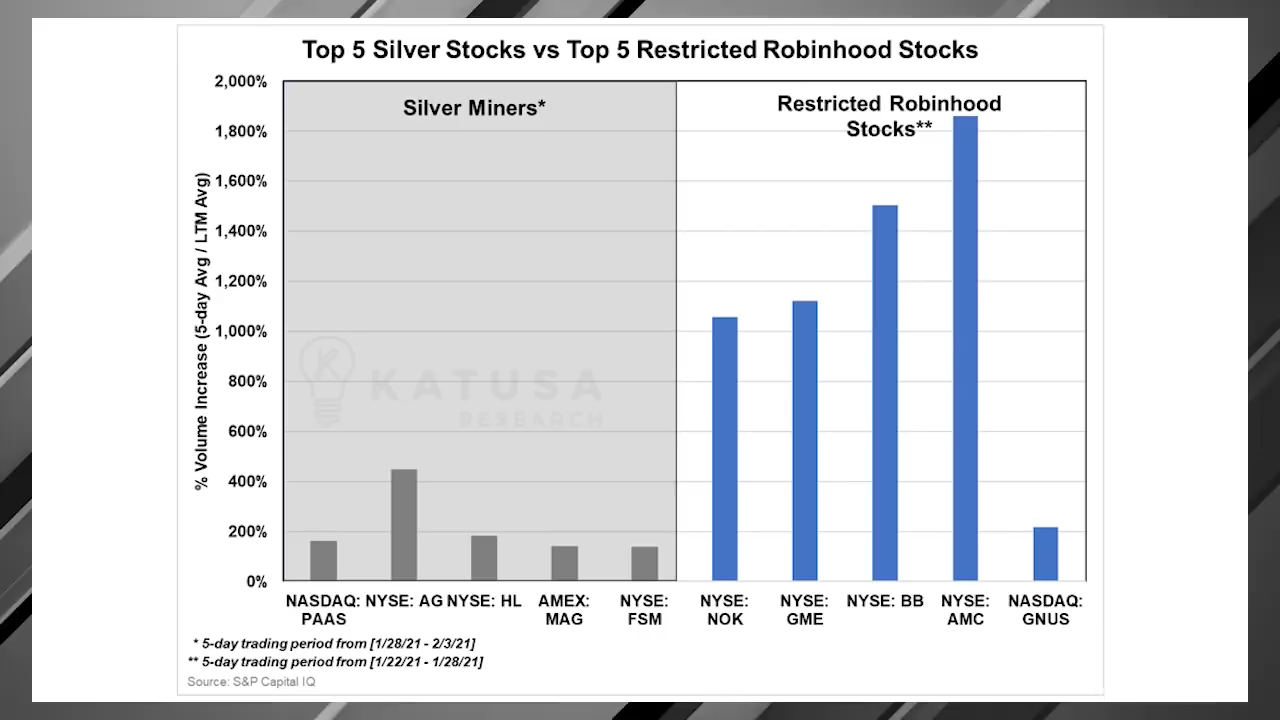 Top 5 Silver Stocks vs Top 5 Restricted Robinhood Stocks
% Volume Increase (5-day Avg / LTM Avg)
2,000%
1,800%
1,600%
1,400%
1,200%
1,000%
800%
600%
400%
200%
0%
Silver Miners*
Restricted Robinhood
Stocks**
KATUSA
RESEARCH
NASDAQ: NYSE: AG NYSE: HL AMEX: NYSE: NYSE: NYSE: NYSE: BB NYSE: NASDAQ:
PAAS MAG FSM NOK GME AMC GNUS
* 5-day trading period from [1/28/21 - 2/3/21]
** 5-day trading period from [1/22/21 - 1/28/21]
Source: S&P Capital IQ